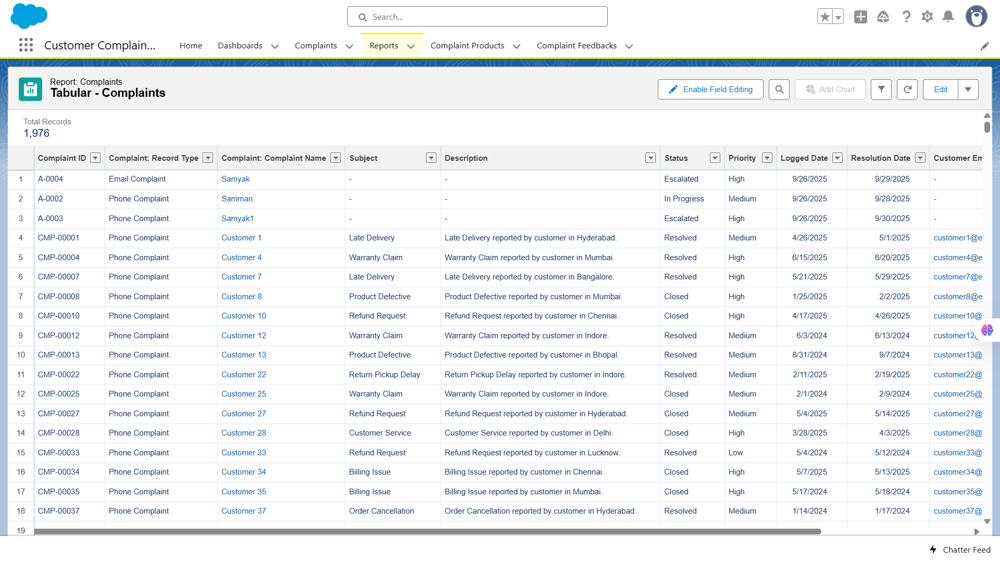 Search...
Customer Complain...
Home
Dashboards
Complaints
Reports
Complaint Products
Complaint Feedbacks
Report: Complaints
Tabular - Complaints
Enable Field Editing
Add Chart
Edit
Total Records
1,976
Complaint ID Complaint: Record Type Complaint: Complaint Name Subject Description Status Priority Logged Date Resolution Date Customer Em
1 A-0004 Email Complaint Samyak - - Escalated High 9/26/2025 9/29/2025 -
2 A-0002 Phone Complaint Samman - - In Progress Medium 9/26/2025 9/28/2025 -
3 A-0003 Phone Complaint Samyak1 - - Escalated High 9/26/2025 9/30/2025 -
4 CMP-00001 Phone Complaint Customer 1 Late Delivery Late Delivery reported by customer in Hyderabad. Resolved Medium 4/26/2025 5/1/2025 customer1@e
5 CMP-00004 Phone Complaint Customer 4 Warranty Claim Warranty Claim reported by customer in Mumbai. Resolved High 6/15/2025 6/20/2025 customer4@e
6 CMP-00007 Phone Complaint Customer 7 Late Delivery Late Delivery reported by customer in Bangalore. Resolved High 5/21/2025 5/29/2025 customer7@e
7 CMP-00008 Phone Complaint Customer 8 Product Defective Product Defective reported by customer in Mumbai. Closed High 1/25/2025 2/2/2025 customer8@e
8 CMP-00010 Phone Complaint Customer 10 Refund Request Refund Request reported by customer in Chennai. Closed High 4/17/2025 4/26/2025 customer10@
9 CMP-00012 Phone Complaint Customer 12 Warranty Claim Warranty Claim reported by customer in Indore. Resolved Medium 6/3/2024 6/13/2024 customer12@
10 CMP-00013 Phone Complaint Customer 13 Product Defective Product Defective reported by customer in Bhopal. Resolved Medium 8/31/2024 9/7/2024 customer13@
11 CMP-00022 Phone Complaint Customer 22 Return Pickup Delay Return Pickup Delay reported by customer in Indore. Resolved Medium 2/11/2025 2/19/2025 customer22@
12 CMP-00025 Phone Complaint Customer 25 Warranty Claim Warranty Claim reported by customer in Indore. Closed Medium 2/1/2024 2/9/2024 customer25@
13 CMP-00027 Phone Complaint Customer 27 Refund Request Refund Request reported by customer in Hyderabad. Closed Medium 5/4/2025 5/14/2025 customer27@
14 CMP-00028 Phone Complaint Customer 28 Customer Service Customer Service reported by customer in Delhi. Closed High 3/28/2025 4/3/2025 customer28@
15 CMP-00033 Phone Complaint Customer 33 Refund Request Refund Request reported by customer in Lucknow. Resolved Low 5/4/2024 5/12/2024 customer33@
16 CMP-00034 Phone Complaint Customer 34 Billing Issue Billing Issue reported by customer in Chennai. Closed High 5/7/2025 5/13/2025 customer34@
17 CMP-00035 Phone Complaint Customer 35 Billing Issue Billing Issue reported by customer in Mumbai. Closed High 5/17/2024 5/18/2024 customer35@
18 CMP-00037 Phone Complaint Customer 37 Order Cancellation Order Cancellation reported by customer in Hyderabad. Resolved Medium 1/14/2024 1/17/2024 customer37@
19
Chatter Feed